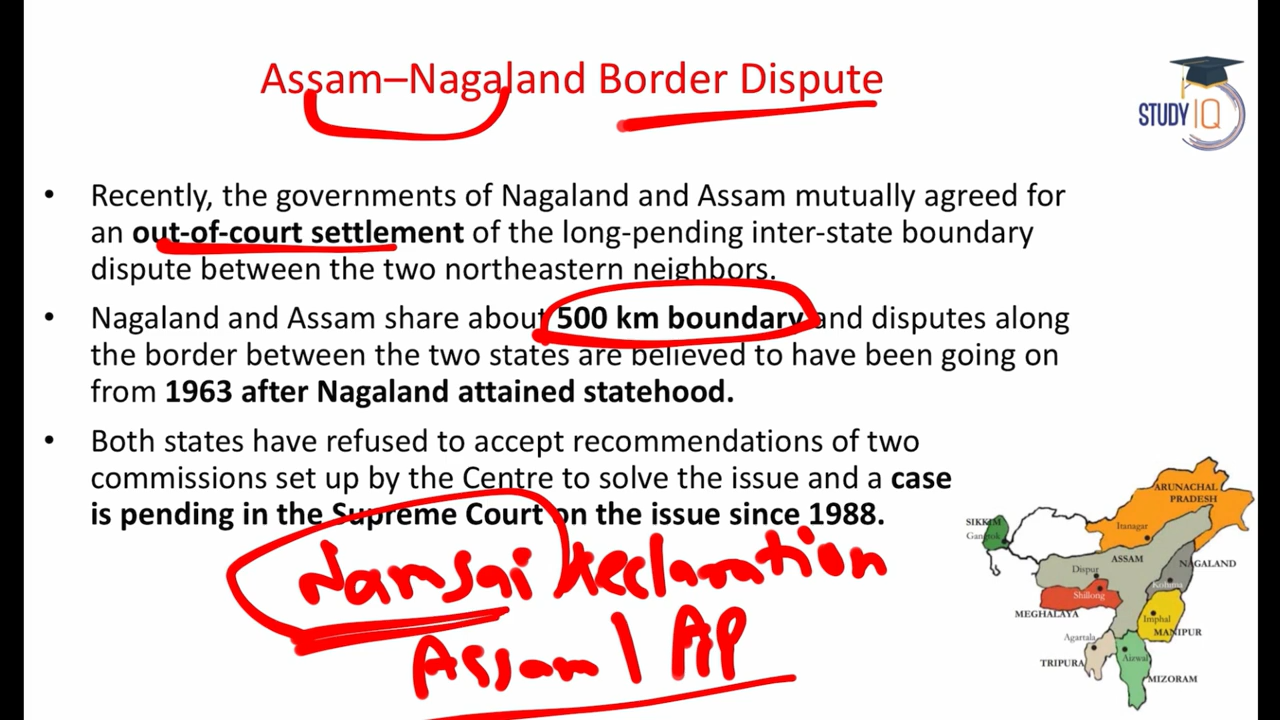 Assam–Nagaland Border Dispute
STUDY IQ
• Recently, the governments of Nagaland and Assam mutually agreed for
an out-of-court settlement of the long-pending inter-state boundary
dispute between the two northeastern neighbors.
• Nagaland and Assam share about 500 km boundary and disputes along
the border between the two states are believed to have been going on
from 1963 after Nagaland attained statehood.
• Both states have refused to accept recommendations of two
commissions set up by the Centre to solve the issue and a case
is pending in the Supreme Court on the issue since 1988.
Namsai Declaration
Assam | AP
ARUNACHAL
PRADESH
Itanagar
SIKKIM
Gangtok
ASSAM
NAGALAND
Dispur
Kohima
Shillong
MEGHALAYA
Imphal
MANIPUR
Agartala
Aizwal
TRIPURA
MIZORAM